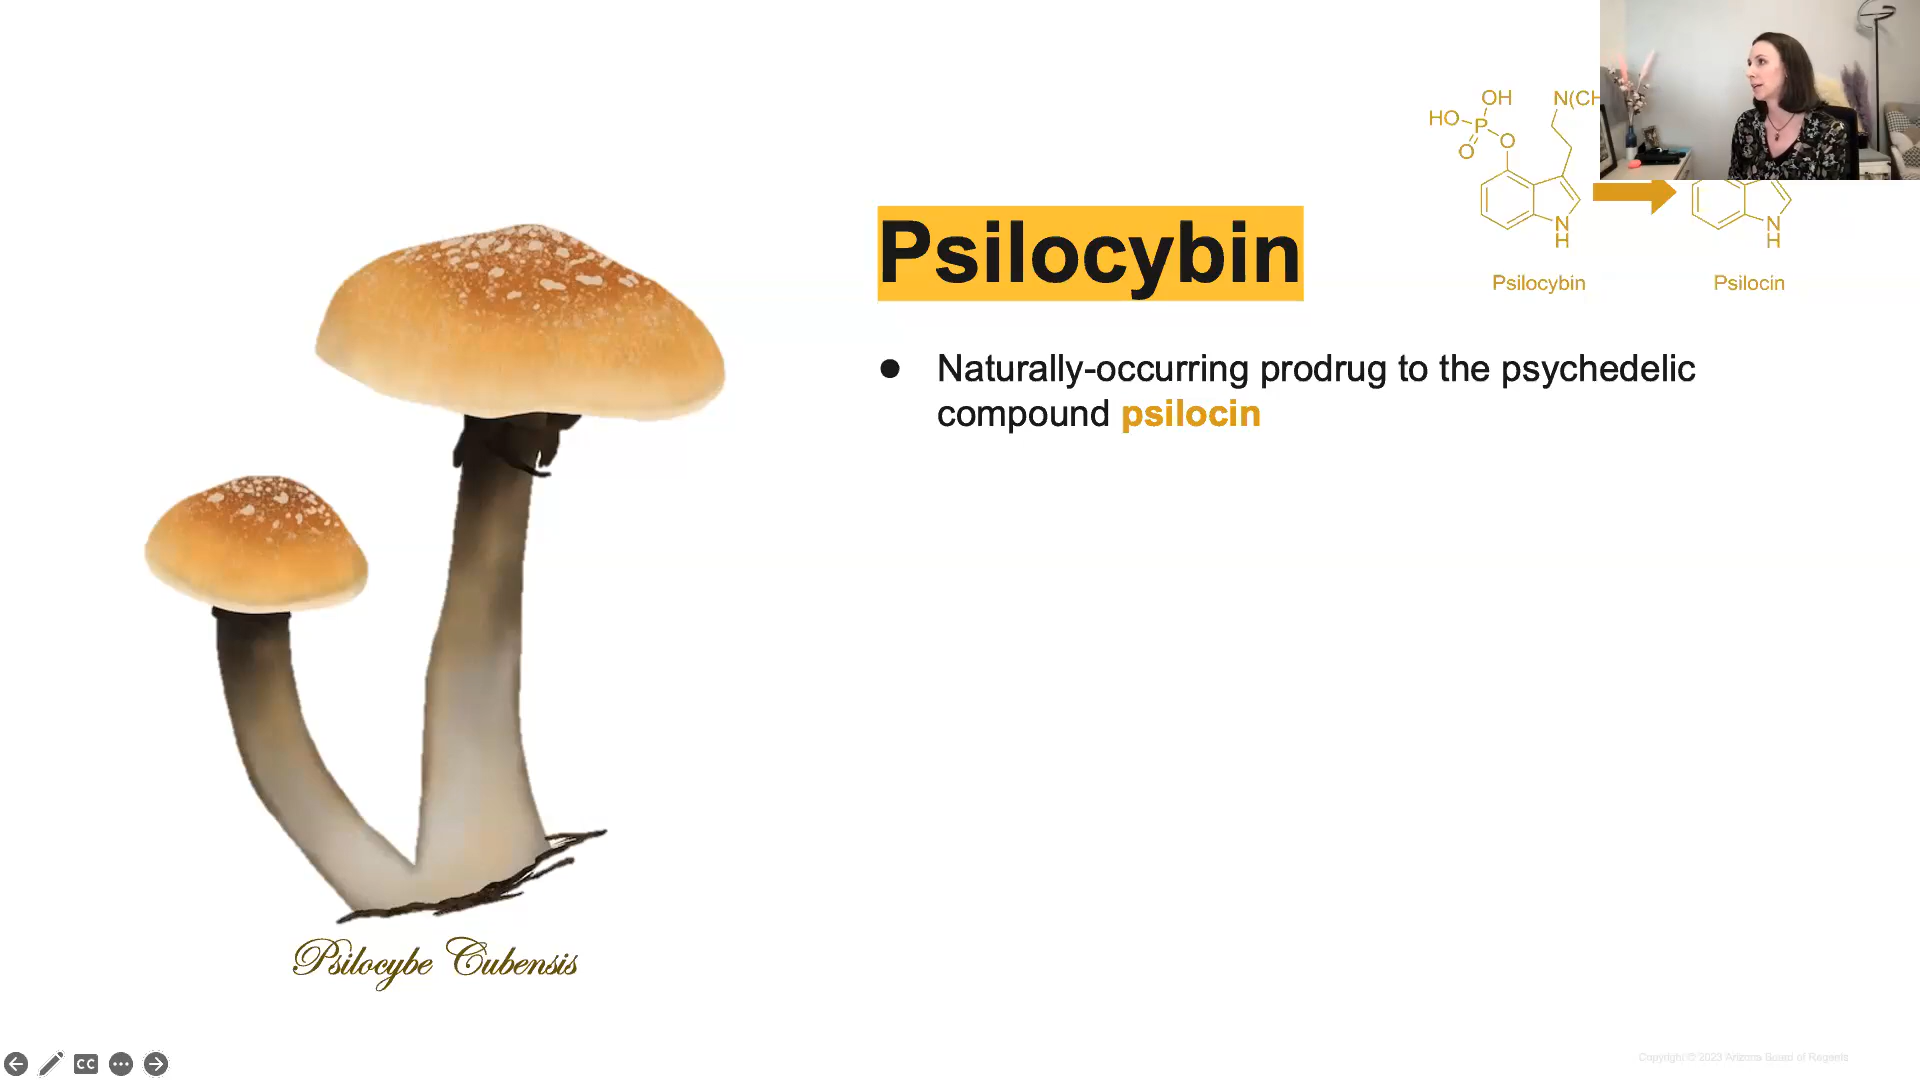 OH
HO
P
O
O
N(CH
N
H
N
H
Psilocybin
Psilocin
Psilocybin
● Naturally-occurring prodrug to the psychedelic
compound psilocin
Psilocybe Cubensis
CC
Copyright © 2023 Arizona Board of Regents